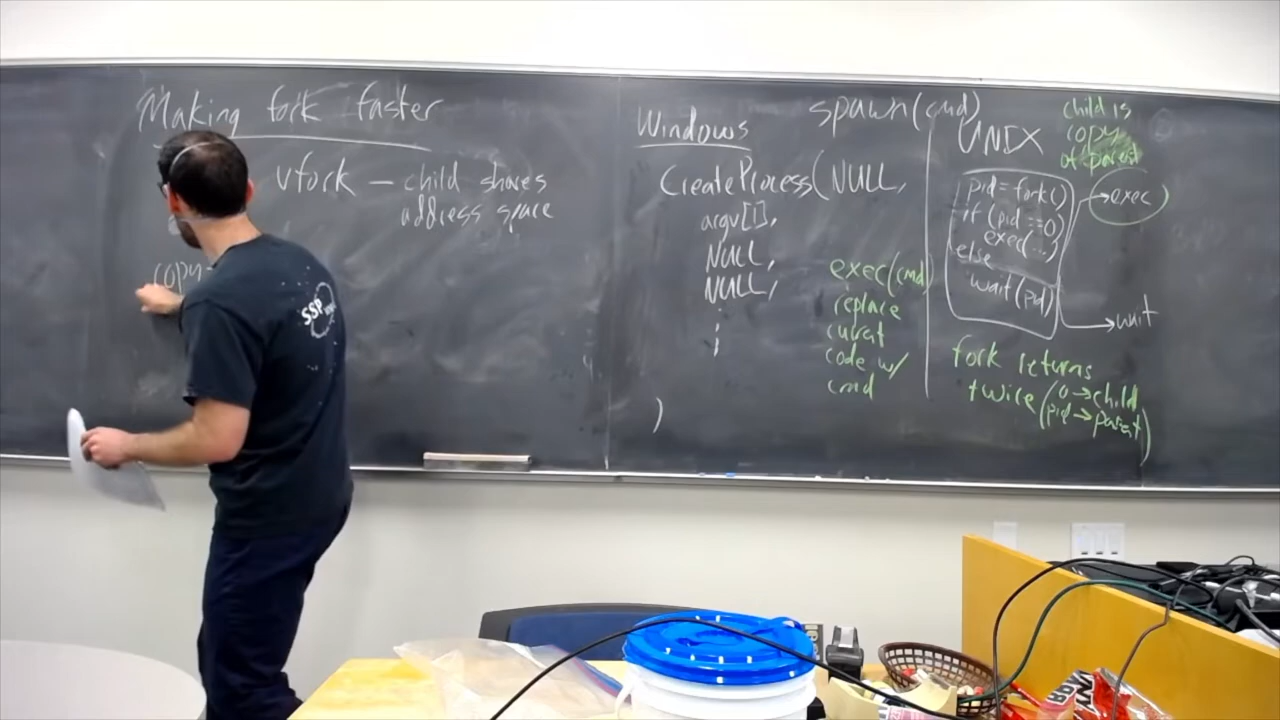 Making fork faster
vfork – child shares
address space
copy-
Windows
CreateProcess(NULL,
argv[],
NULL,
NULL,
)
spawn(cmd)
exec(cmd)
replace
code w/
cmd
UNIX
child is
copy
of parent
pid=fork()
if (pid ==0)
exec(...)
else
wait(pid)
→exec
→wait
fork returns
twice (0→child
pid→parent)
SSP